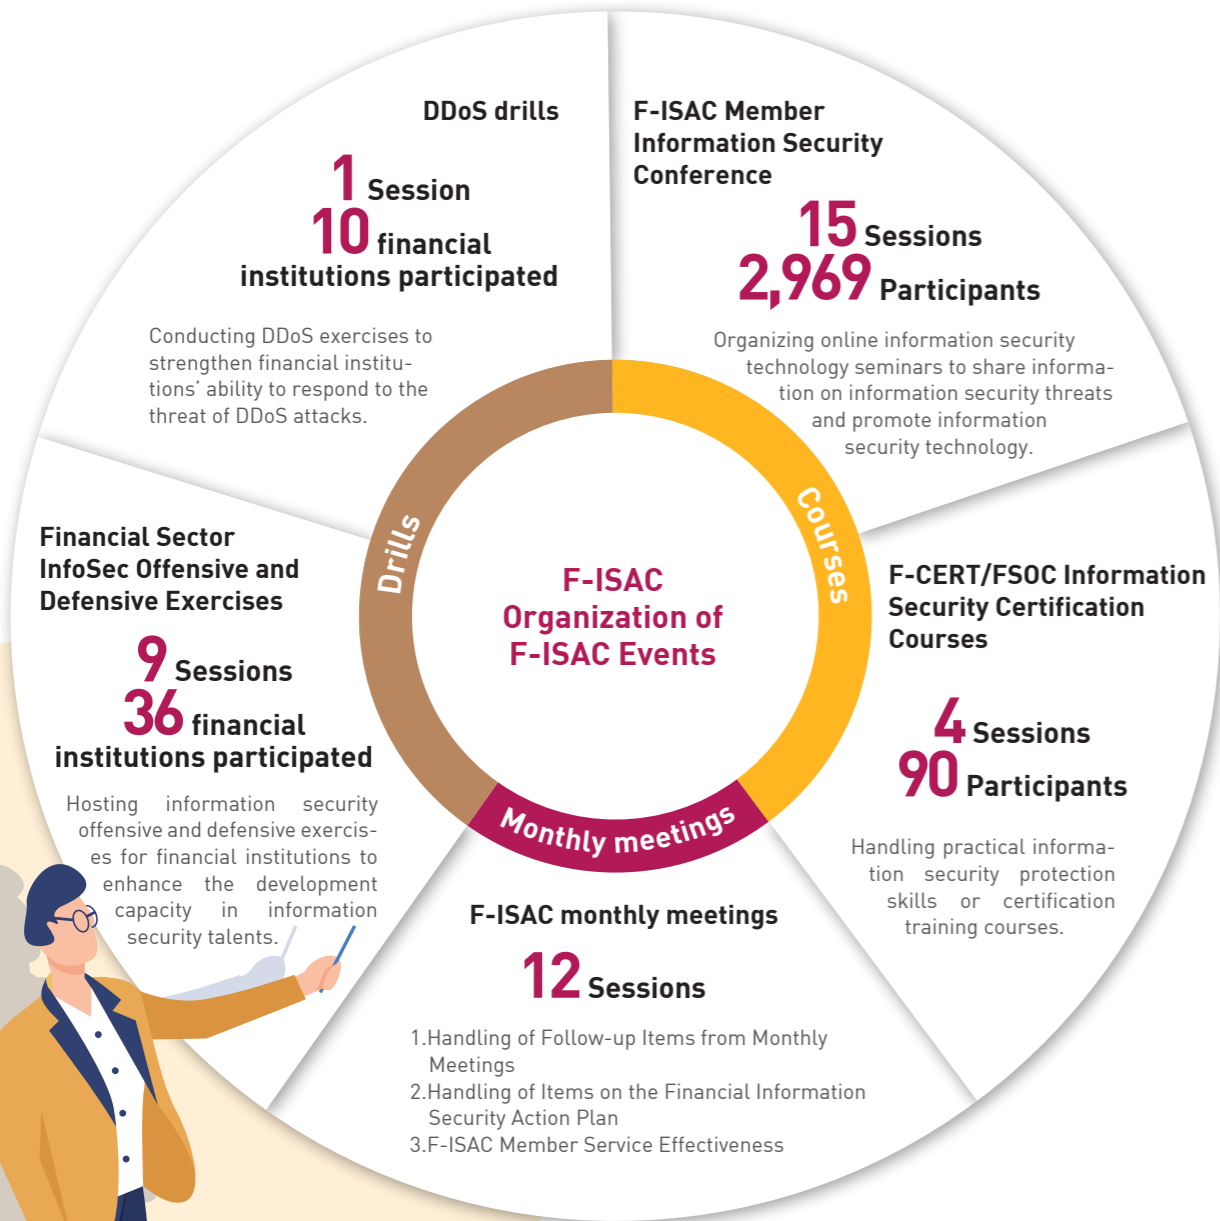 DDoS drills
1 Session
10 financial
institutions participated
Conducting DDoS exercises to
strengthen financial institu-
tions' ability to respond to the
threat of DDoS attacks.
F-ISAC Member
Information Security
Conference
15 Sessions
2,969 Participants
Organizing online information security
technology seminars to share informa-
tion on information security threats
and promote information
security technology.
Drills
Courses
Monthly meetings
F-ISAC
Organization of
F-ISAC Events
Financial Sector
InfoSec Offensive and
Defensive Exercises
9 Sessions
36 financial
institutions participated
Hosting information security
offensive and defensive exercis-
es for financial institutions to
enhance the development
capacity in information
security talents.
F-CERT/FSOC Information
Security Certification
Courses
4 Sessions
90 Participants
Handling practical informa-
tion security protection
skills or certification
training courses.
F-ISAC monthly meetings
12 Sessions
1.Handling of Follow-up Items from Monthly
Meetings
2.Handling of Items on the Financial Information
Security Action Plan
3.F-ISAC Member Service Effectiveness